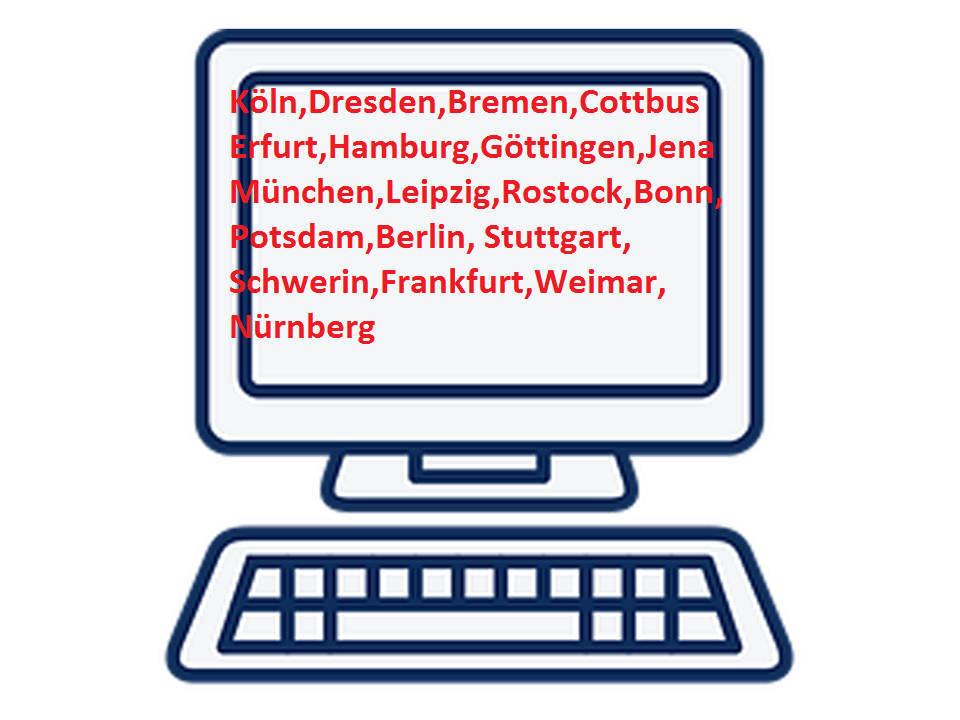 Köln,Dresden,Bremen,Cottbus
Erfurt,Hamburg,Göttingen,Jena
München,Leipzig,Rostock,Bonn,
Potsdam,Berlin, Stuttgart,
Schwerin,Frankfurt,Weimar,
Nürnberg